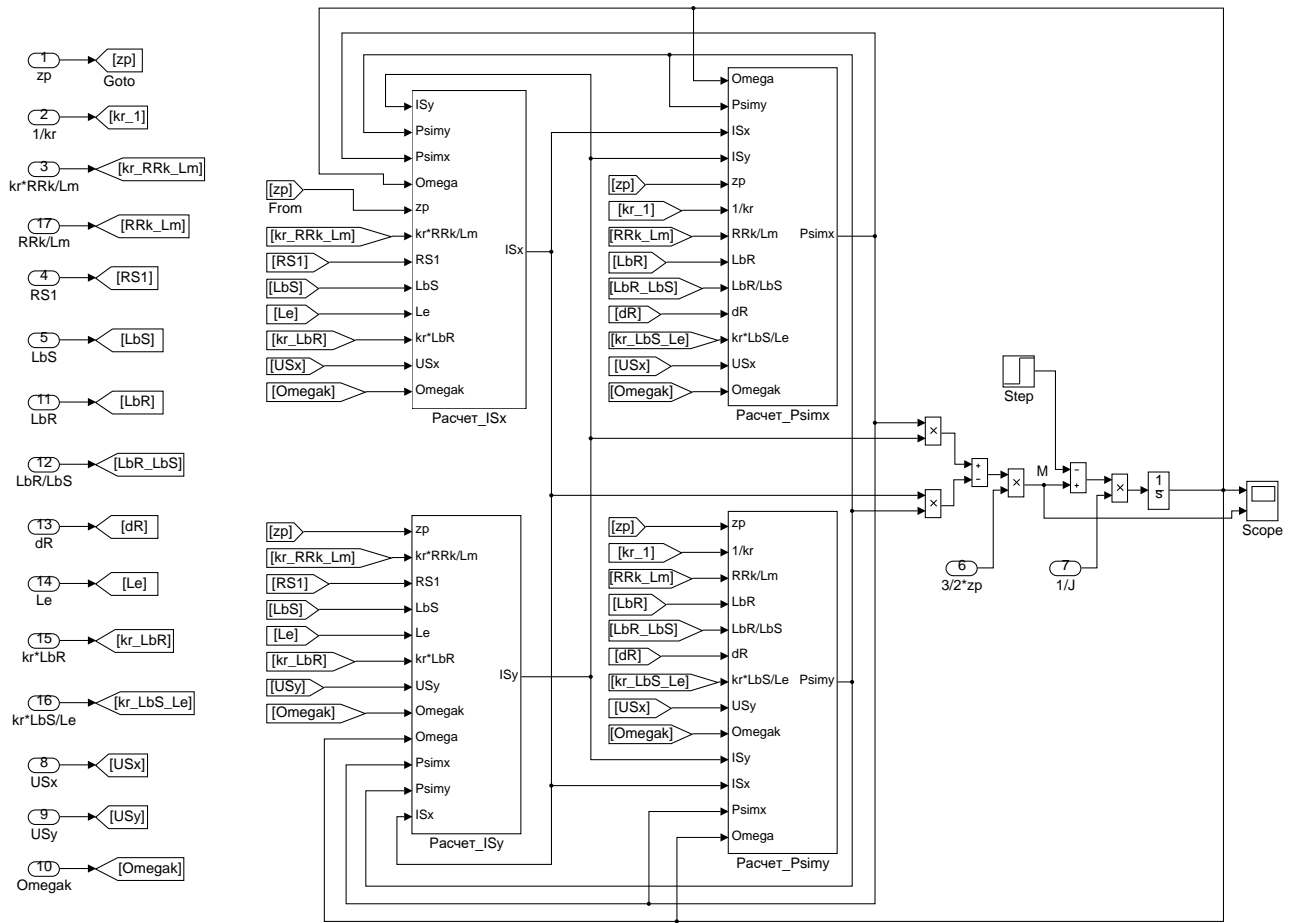 1
zp
[zp]
Goto
2
1/kr
[kr_1]
3
kr*RRk/Lm
[kr_RRk_Lm]
17
RRk/Lm
[RRk_Lm]
4
RS1
[RS1]
5
LbS
[LbS]
11
LbR
[LbR]
12
LbR/LbS
[LbR_LbS]
13
dR
[dR]
14
Le
[Le]
15
kr*LbR
[kr_LbR]
16
kr*LbS/Le
[kr_LbS_Le]
8
USx
[USx]
9
USy
[USy]
10
Omegak
[Omegak]
[zp]
From
[kr_RRk_Lm]
[RS1]
[LbS]
[Le]
[kr_LbR]
[USx]
[Omegak]
ISy
Psimy
Psimx
Omega
zp
kr*RRk/Lm
RS1
LbS
Le
kr*LbR
USx
Omegak
ISx
Расчет_ISx
[zp]
[kr_1]
[RRk_Lm]
[LbR]
[LbR_LbS]
[dR]
[kr_LbS_Le]
[USx]
[Omegak]
Omega
Psimy
ISx
ISy
zp
1/kr
RRk/Lm
LbR
LbR/LbS
dR
kr*LbS/Le
USx
Omegak
Psimx
Расчет_Psimx
[zp]
[kr_RRk_Lm]
[RS1]
[LbS]
[Le]
[kr_LbR]
[USy]
[Omegak]
zp
kr*RRk/Lm
RS1
LbS
Le
kr*LbR
USy
Omegak
Omega
Psimx
Psimy
ISx
ISy
Расчет_ISy
[zp]
[kr_1]
[RRk_Lm]
[LbR]
[LbR_LbS]
[dR]
[kr_LbS_Le]
[USx]
[Omegak]
zp
1/kr
RRk/Lm
LbR
LbR/LbS
dR
kr*LbS/Le
USy
Omegak
ISy
ISx
Psimx
Omega
Psimy
Расчет_Psimy
Step
×
×
+
−
×
M
−
+
×
1
s
Scope
6
3/2*zp
7
1/J